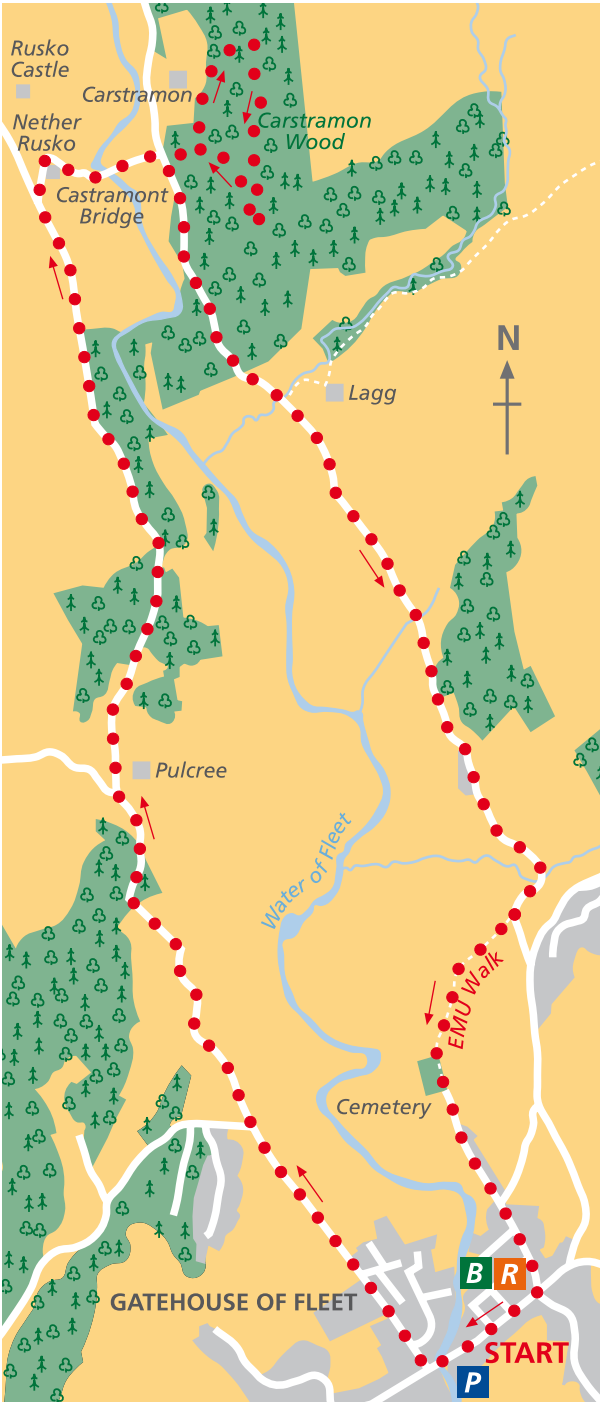 Rusko
Castle
Carstramon
Nether
Rusko
Carstramon
Wood
Castramont
Bridge
N
Lagg
Pulcree
Water of Fleet
EMU Walk
Cemetery
B R
GATEHOUSE OF FLEET
START
P